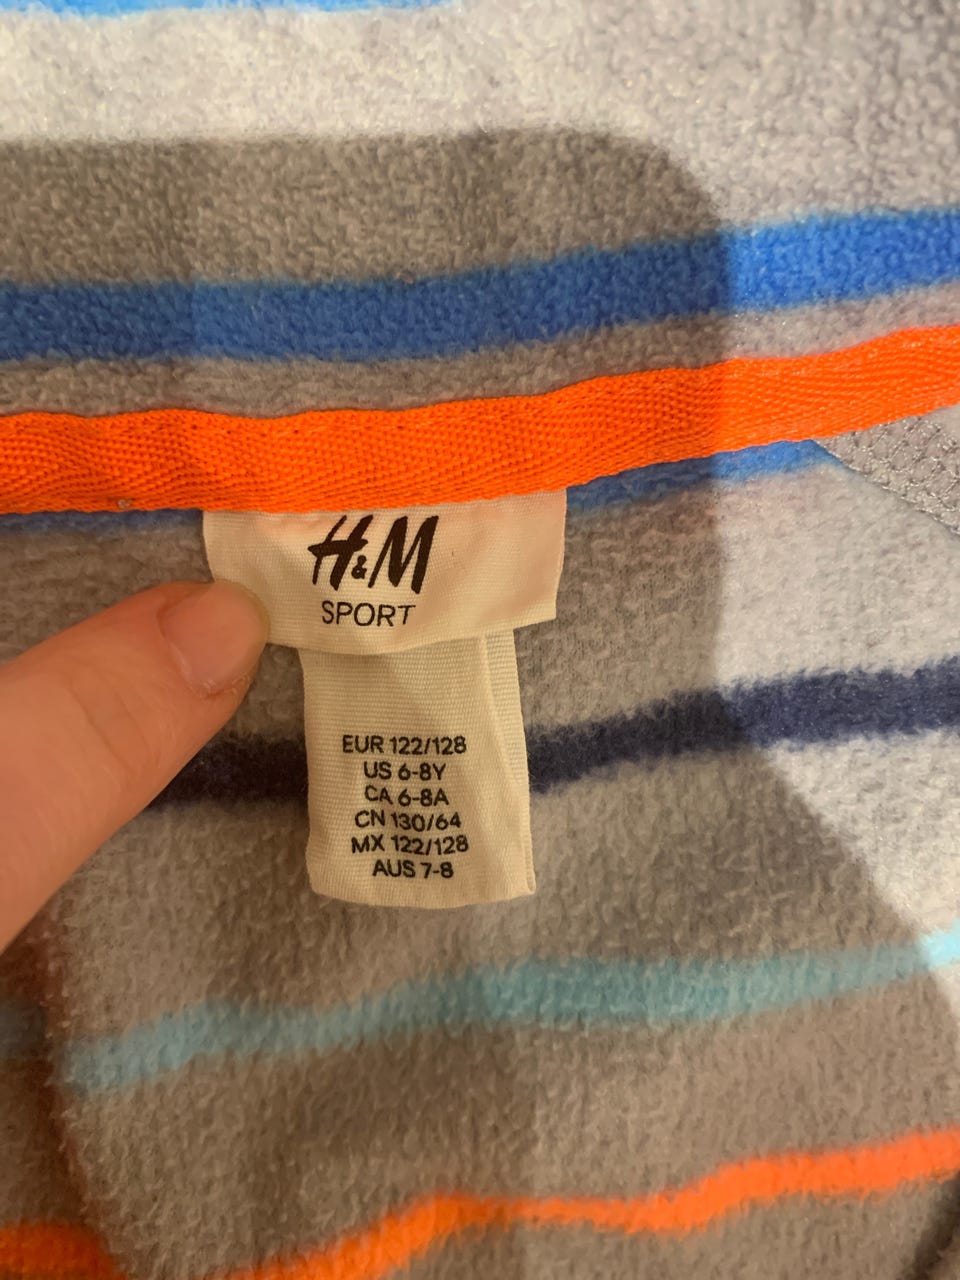 H&M
SPORT
EUR 122/128
US 6-8Y
CA 6-8A
CN 130/64
MX 122/128
AUS 7-8